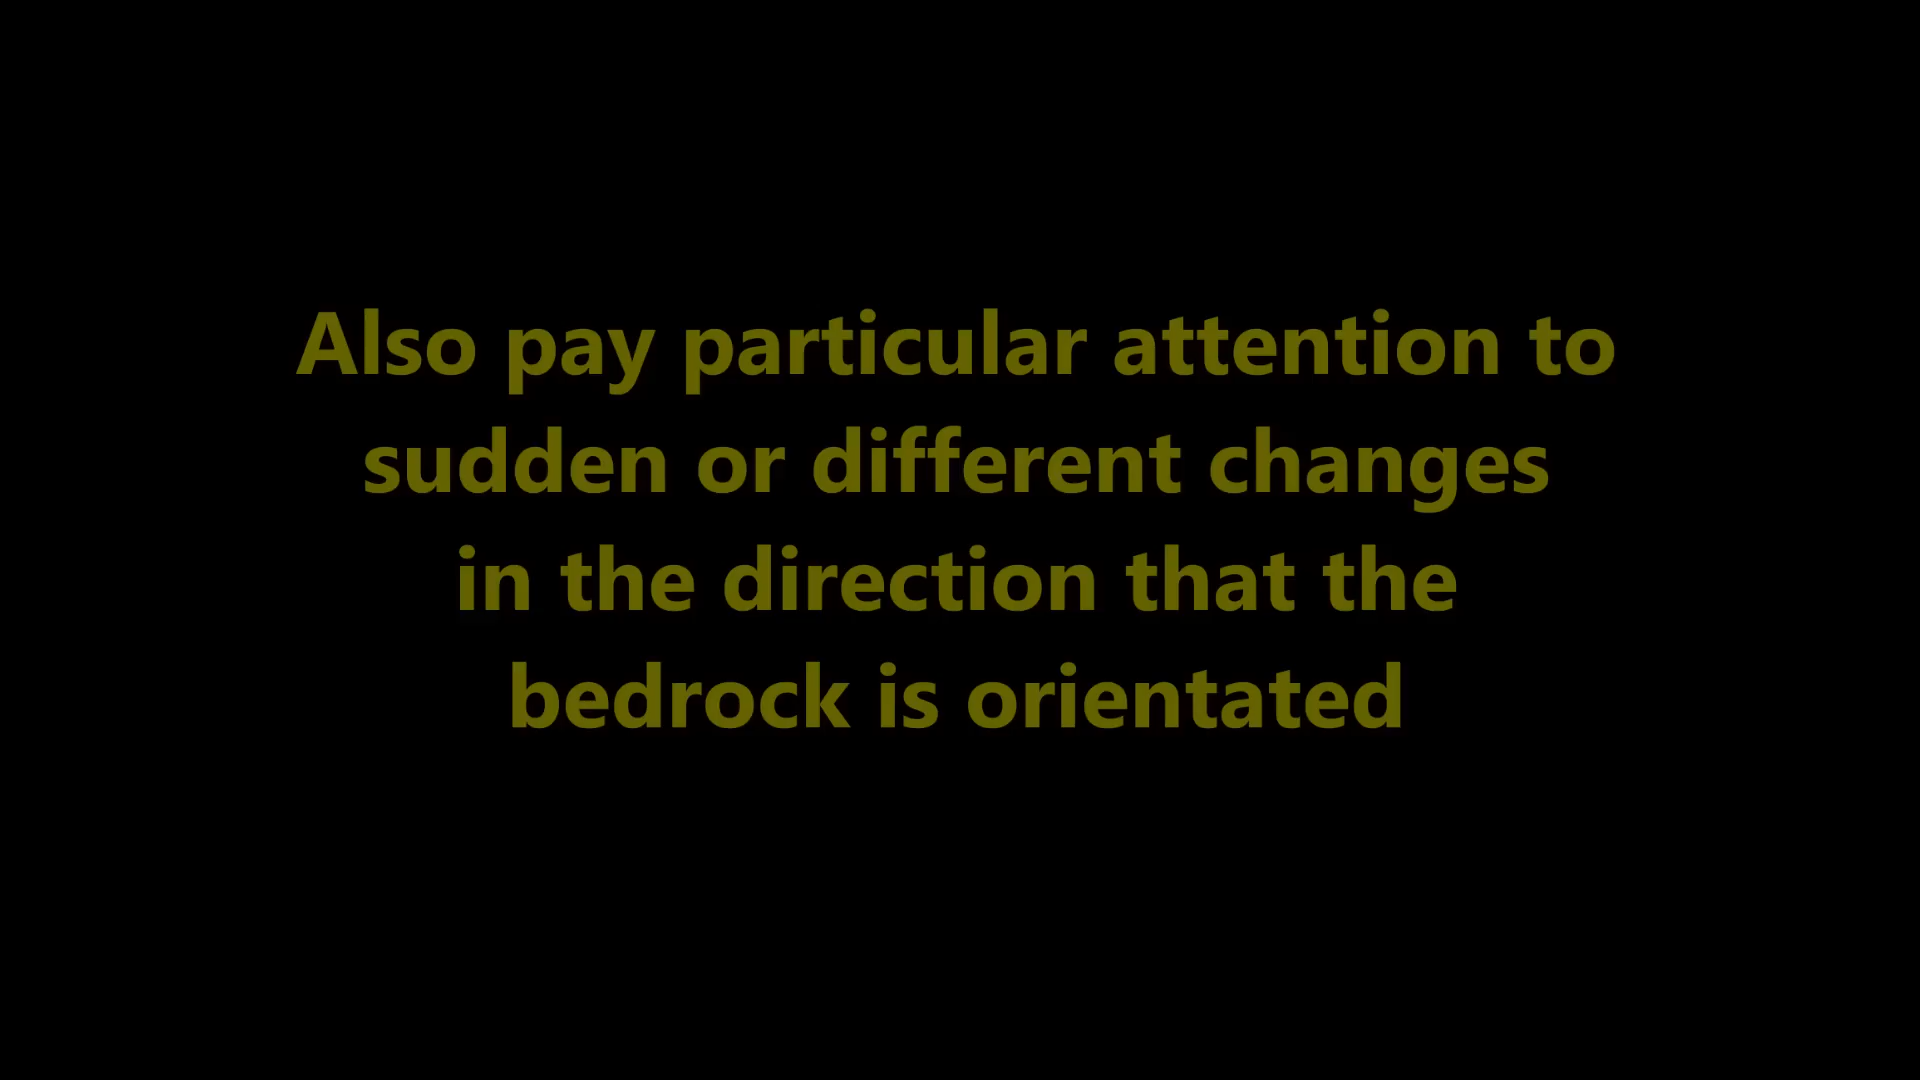 Also pay particular attention to
sudden or different changes
in the direction that the
bedrock is orientated